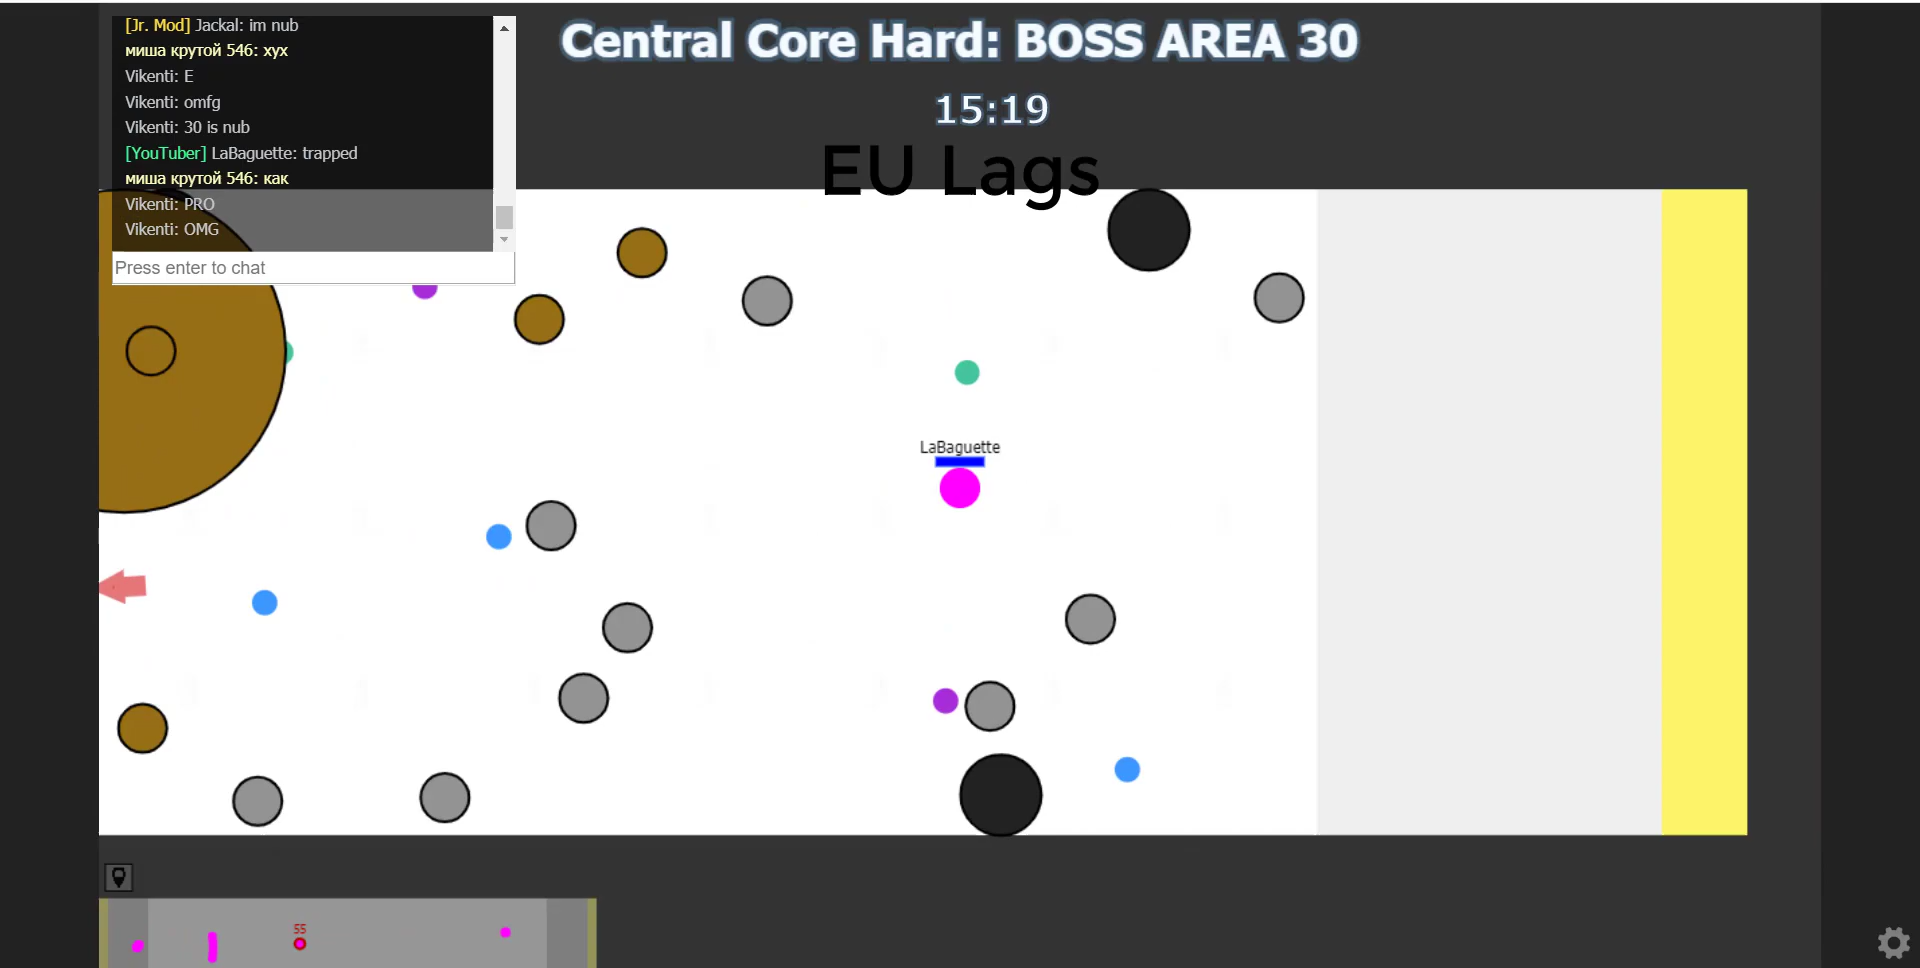 [Jr. Mod] Jackal: im nub
миша крутой 546: хух
Vikenti: E
Vikenti: omfg
Vikenti: 30 is nub
[YouTuber] LaBaguette: trapped
миша крутой 546: как
Vikenti: PRO
Vikenti: OMG
Press enter to chat
Central Core Hard: BOSS AREA 30
15:19
EU Lags
LaBaguette
55